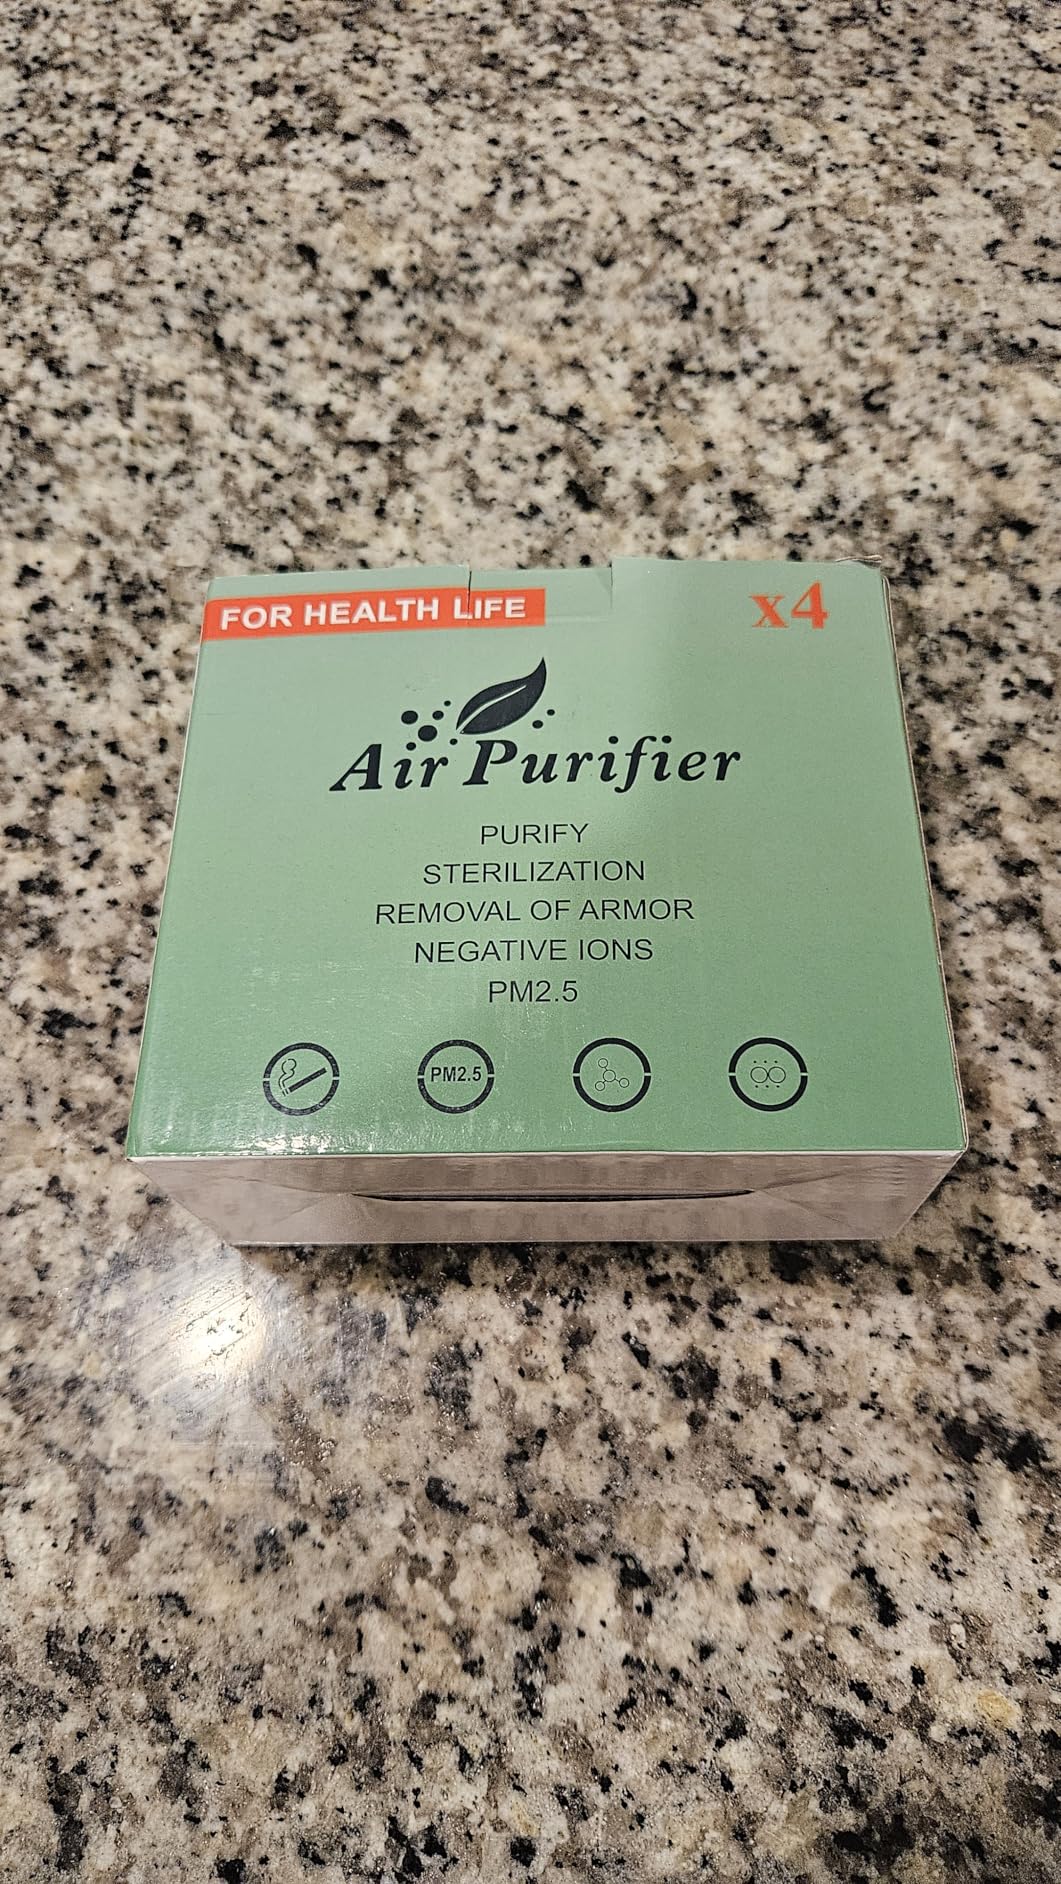 FOR HEALTH LIFE
x4
Air Purifier
PURIFY
STERILIZATION
REMOVAL OF ARMOR
NEGATIVE IONS
PM2.5
PM2.5